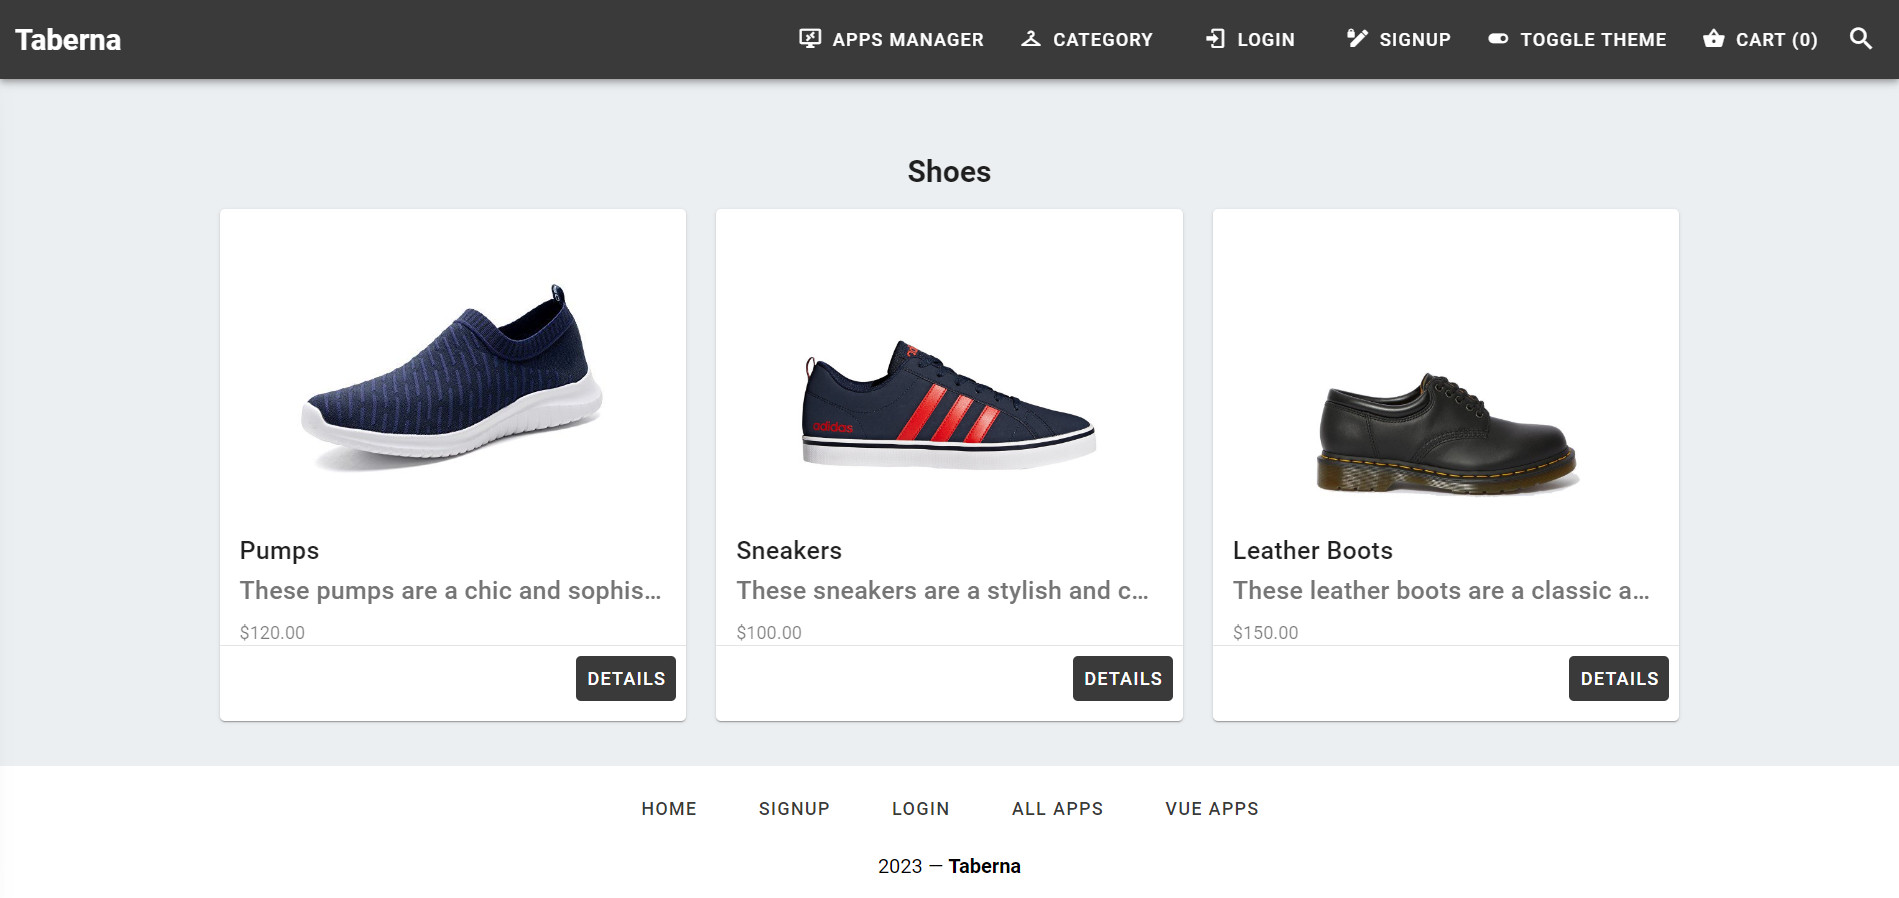 Taberna
APPS MANAGER
CATEGORY
LOGIN
SIGNUP
TOGGLE THEME
CART (0)
Shoes
adidas
Pumps
These pumps are a chic and sophis...
$120.00
DETAILS
Sneakers
These sneakers are a stylish and c...
$100.00
DETAILS
Leather Boots
These leather boots are a classic a...
$150.00
DETAILS
HOME
SIGNUP
LOGIN
ALL APPS
VUE APPS
2023 — Taberna